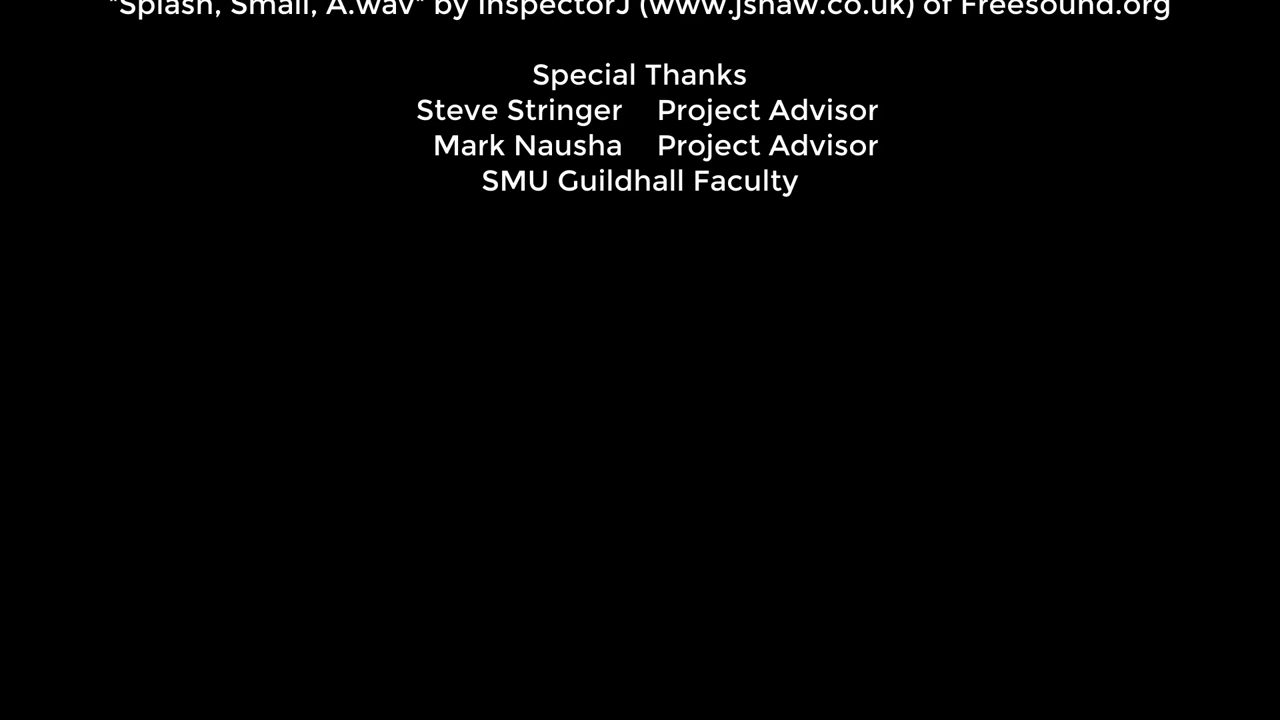 "Splash, Small, A.wav" by InspectorJ (www.jshaw.co.uk) of Freesound.org
Special Thanks
Steve Stringer Project Advisor
Mark Nausha Project Advisor
SMU Guildhall Faculty